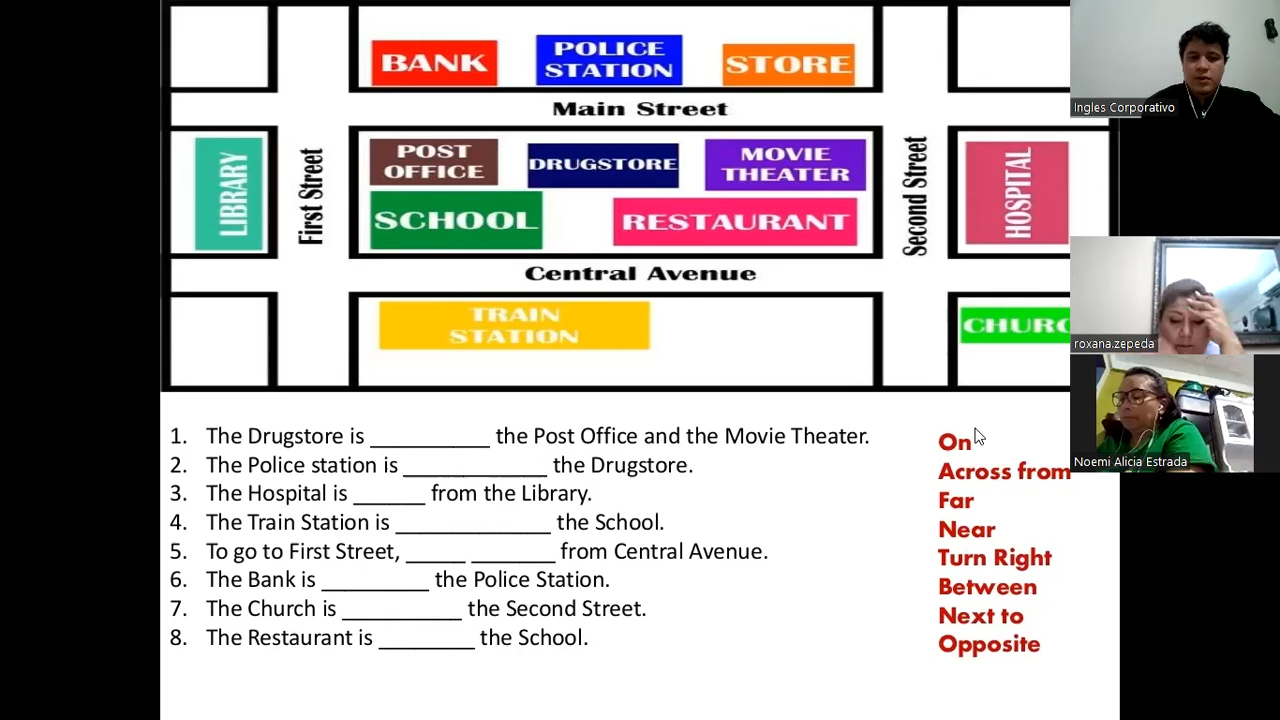 BANK
POLICE
STATION
STORE
Main Street
LIBRARY
First Street
POST
OFFICE
DRUGSTORE
MOVIE
THEATER
SCHOOL
RESTAURANT
Second Street
HOSPITAL
Central Avenue
TRAIN
STATION
CHURC
1. The Drugstore is __________ the Post Office and the Movie Theater.
2. The Police station is ____________ the Drugstore.
3. The Hospital is ______ from the Library.
4. The Train Station is _____________ the School.
5. To go to First Street, _____ _______ from Central Avenue.
6. The Bank is _________ the Police Station.
7. The Church is __________ the Second Street.
8. The Restaurant is ________ the School.
On
Across from
Far
Near
Turn Right
Between
Next to
Opposite
Ingles Corporativo
roxana.zepeda
Noemi Alicia Estrada